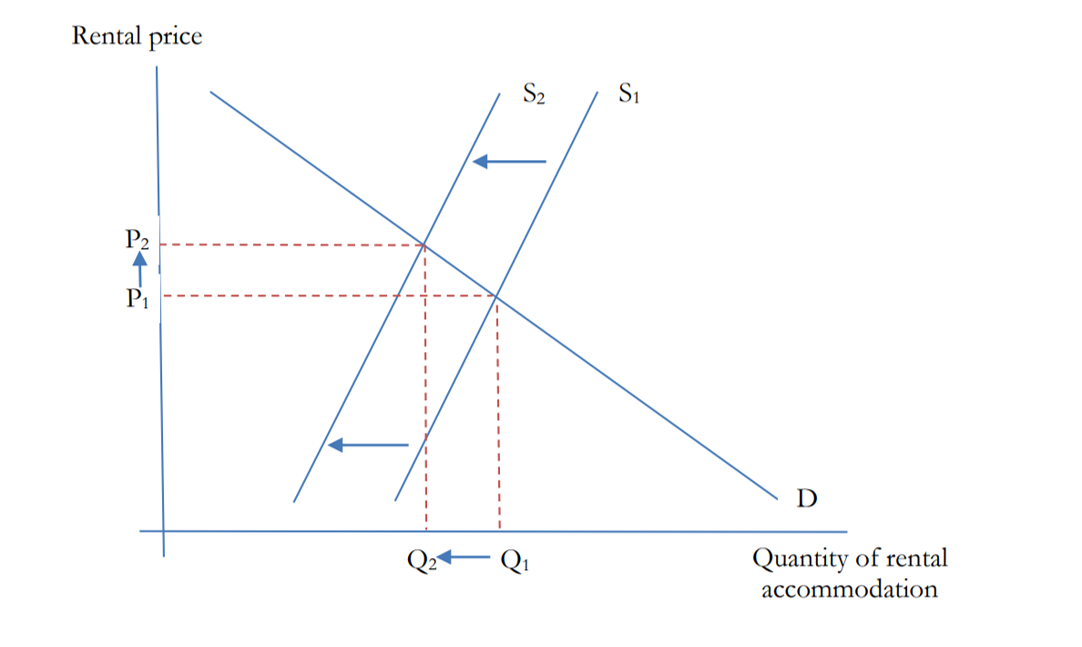 Rental price
S₂
S₁
P₂
P₁
D
Q₂
Q₁
Quantity of rental
accommodation